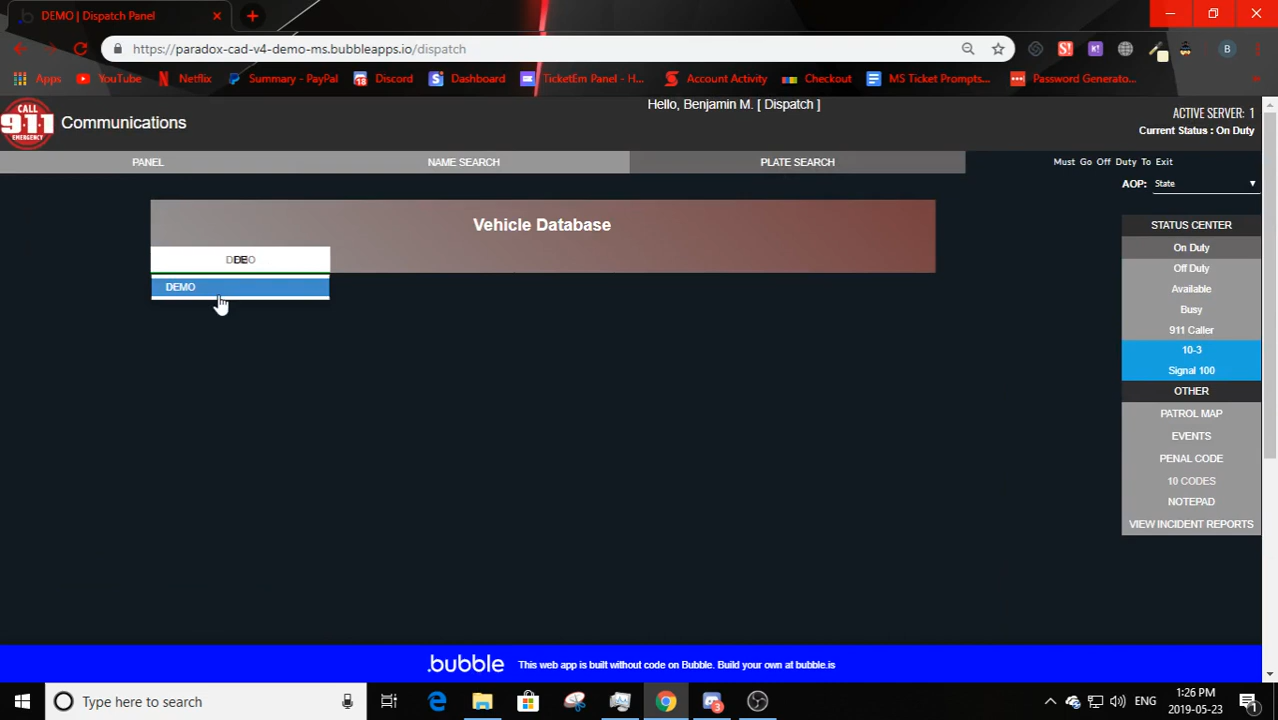 DEMO | Dispatch Panel
https://paradox-cad-v4-demo-ms.bubbleapps.io/dispatch
B
Apps YouTube Netflix Summary - PayPal Discord Dashboard TicketEm Panel - H... Account Activity Checkout MS Ticket Prompts... Password Generato...
CALL
911
EMERGENCY
Communications
Hello, Benjamin M. [ Dispatch ]
ACTIVE SERVER: 1
Current Status : On Duty
PANEL NAME SEARCH PLATE SEARCH
Must Go Off Duty To Exit
AOP: State
Vehicle Database
DEMO
STATUS CENTER
On Duty
Off Duty
Available
Busy
911 Caller
10-3
Signal 100
OTHER
PATROL MAP
EVENTS
PENAL CODE
10 CODES
NOTEPAD
VIEW INCIDENT REPORTS
.bubble This web app is built without code on Bubble. Build your own at bubble.is
Type here to search
ENG
1:26 PM
2019-05-23